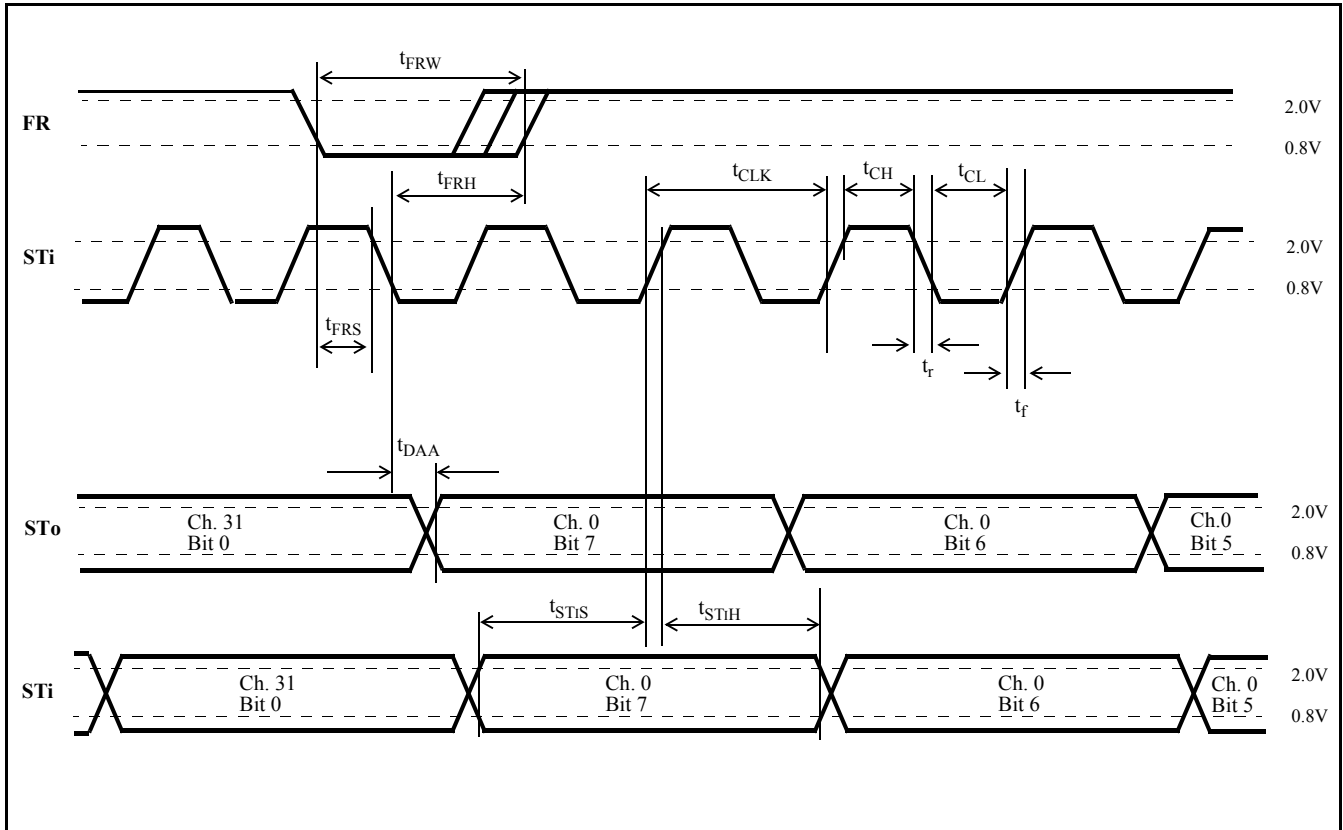 tFRW
2.0V
FR
0.8V
tFRH
tCLK
tCH
tCL
2.0V
STi
0.8V
tFRS
tr
tf
tDAA
STo
Ch. 31
Bit 0
Ch. 0
Bit 7
Ch. 0
Bit 6
Ch.0
Bit 5
2.0V
0.8V
tSTiS
tSTiH
STi
Ch. 31
Bit 0
Ch. 0
Bit 7
Ch. 0
Bit 6
Ch. 0
Bit 5
2.0V
0.8V